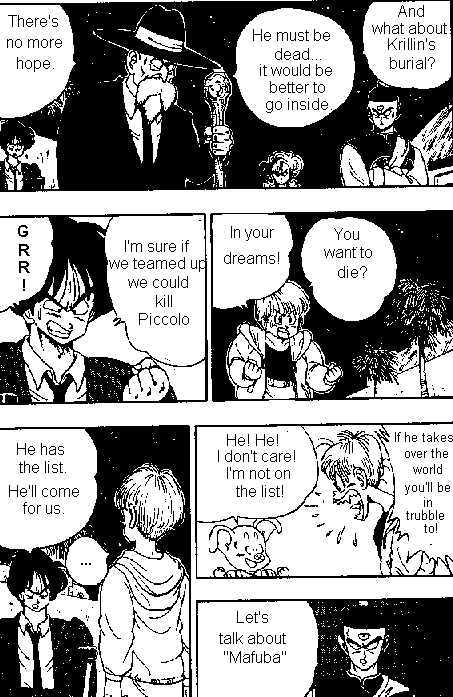 There's
no more
hope.
He must be
dead...
it would be
better to
go inside.
And
what about
Krillin's
burial?
G
R
R
!
I'm sure if
we teamed up
we could
kill
Piccolo
In your
dreams!
You
want to
die?
He has
the list.
He'll come
for us.
...
He! He!
I don't care!
I'm not on
the list!
If he takes
over the
world
you'll be
in
trubble
to!
Let's
talk about
"Mafuba"